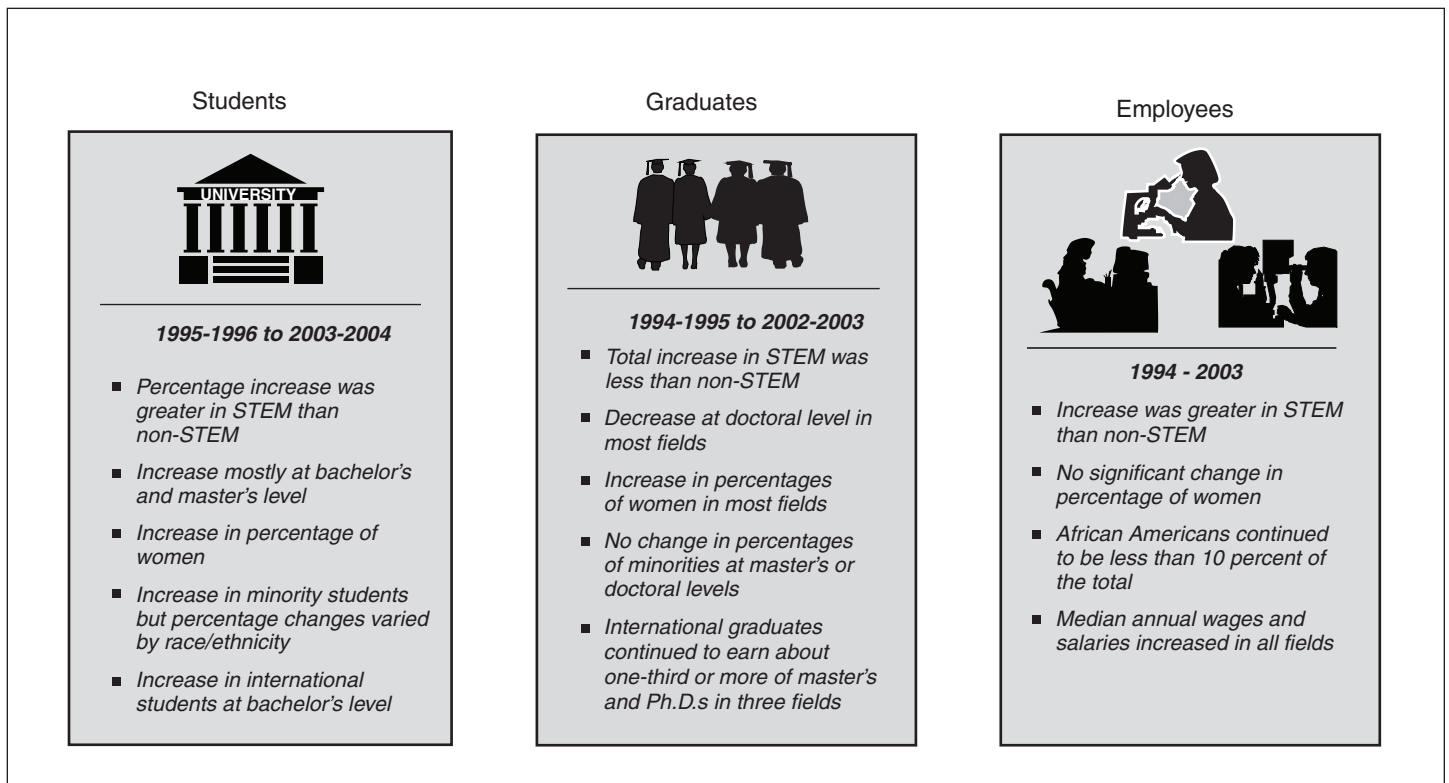 Students
UNIVERSITY
1995-1996 to 2003-2004
■ Percentage increase was
greater in STEM than
non-STEM
■ Increase mostly at bachelor's
and master's level
■ Increase in percentage of
women
■ Increase in minority students
but percentage changes varied
by race/ethnicity
■ Increase in international
students at bachelor's level
Graduates
1994-1995 to 2002-2003
■ Total increase in STEM was
less than non-STEM
■ Decrease at doctoral level in
most fields
■ Increase in percentages
of women in most fields
■ No change in percentages
of minorities at master's or
doctoral levels
■ International graduates
continued to earn about
one-third or more of master's
and Ph.D.s in three fields
Employees
1994 - 2003
■ Increase was greater in STEM
than non-STEM
■ No significant change in
percentage of women
■ African Americans continued
to be less than 10 percent of
the total
■ Median annual wages and
salaries increased in all fields